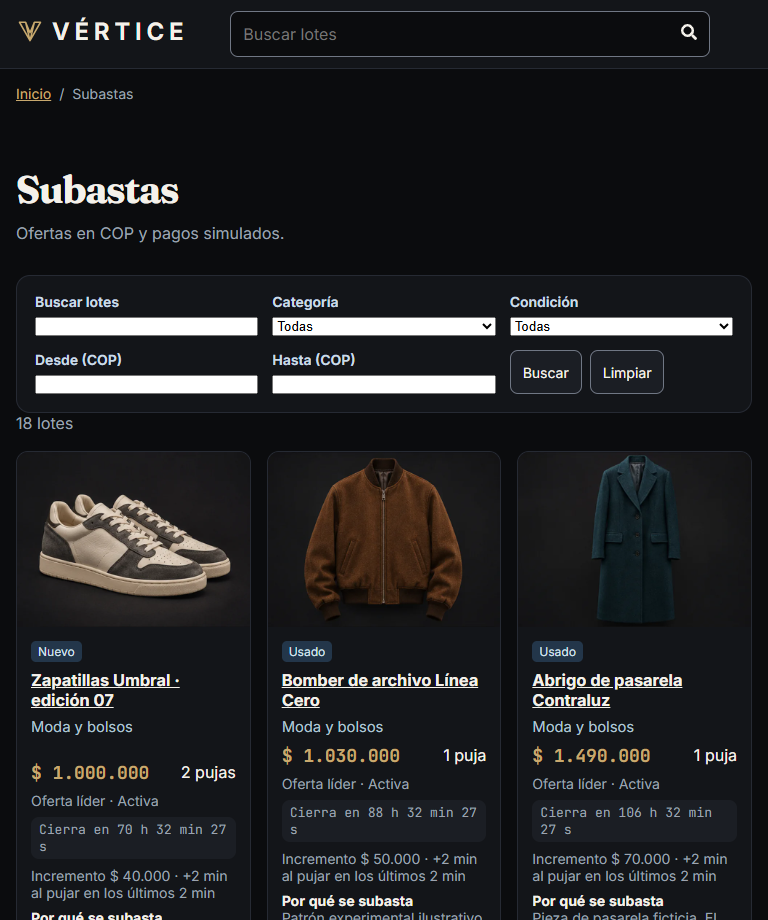 VÉRTICE
Buscar lotes
Inicio / Subastas
Subastas
Ofertas en COP y pagos simulados.
Buscar lotes
Categoría
Condición
Todas
Todas
Desde (COP)
Hasta (COP)
Buscar
Limpiar
18 lotes
Nuevo
Zapatillas Umbral ·
edición 07
Moda y bolsos
$ 1.000.000 2 pujas
Oferta líder · Activa
Cierra en 70 h 32 min 27
s
Incremento $ 40.000 · +2 min
al pujar en los últimos 2 min
Por qué se subasta
Usado
Bomber de archivo Línea
Cero
Moda y bolsos
$ 1.030.000 1 puja
Oferta líder · Activa
Cierra en 88 h 32 min 27
s
Incremento $ 50.000 · +2 min
al pujar en los últimos 2 min
Por qué se subasta
Patrón experimental ilustrativo
Usado
Abrigo de pasarela
Contraluz
Moda y bolsos
$ 1.490.000 1 puja
Oferta líder · Activa
Cierra en 106 h 32 min
27 s
Incremento $ 70.000 · +2 min
al pujar en los últimos 2 min
Por qué se subasta
Pieza de pasarela ficticia. El